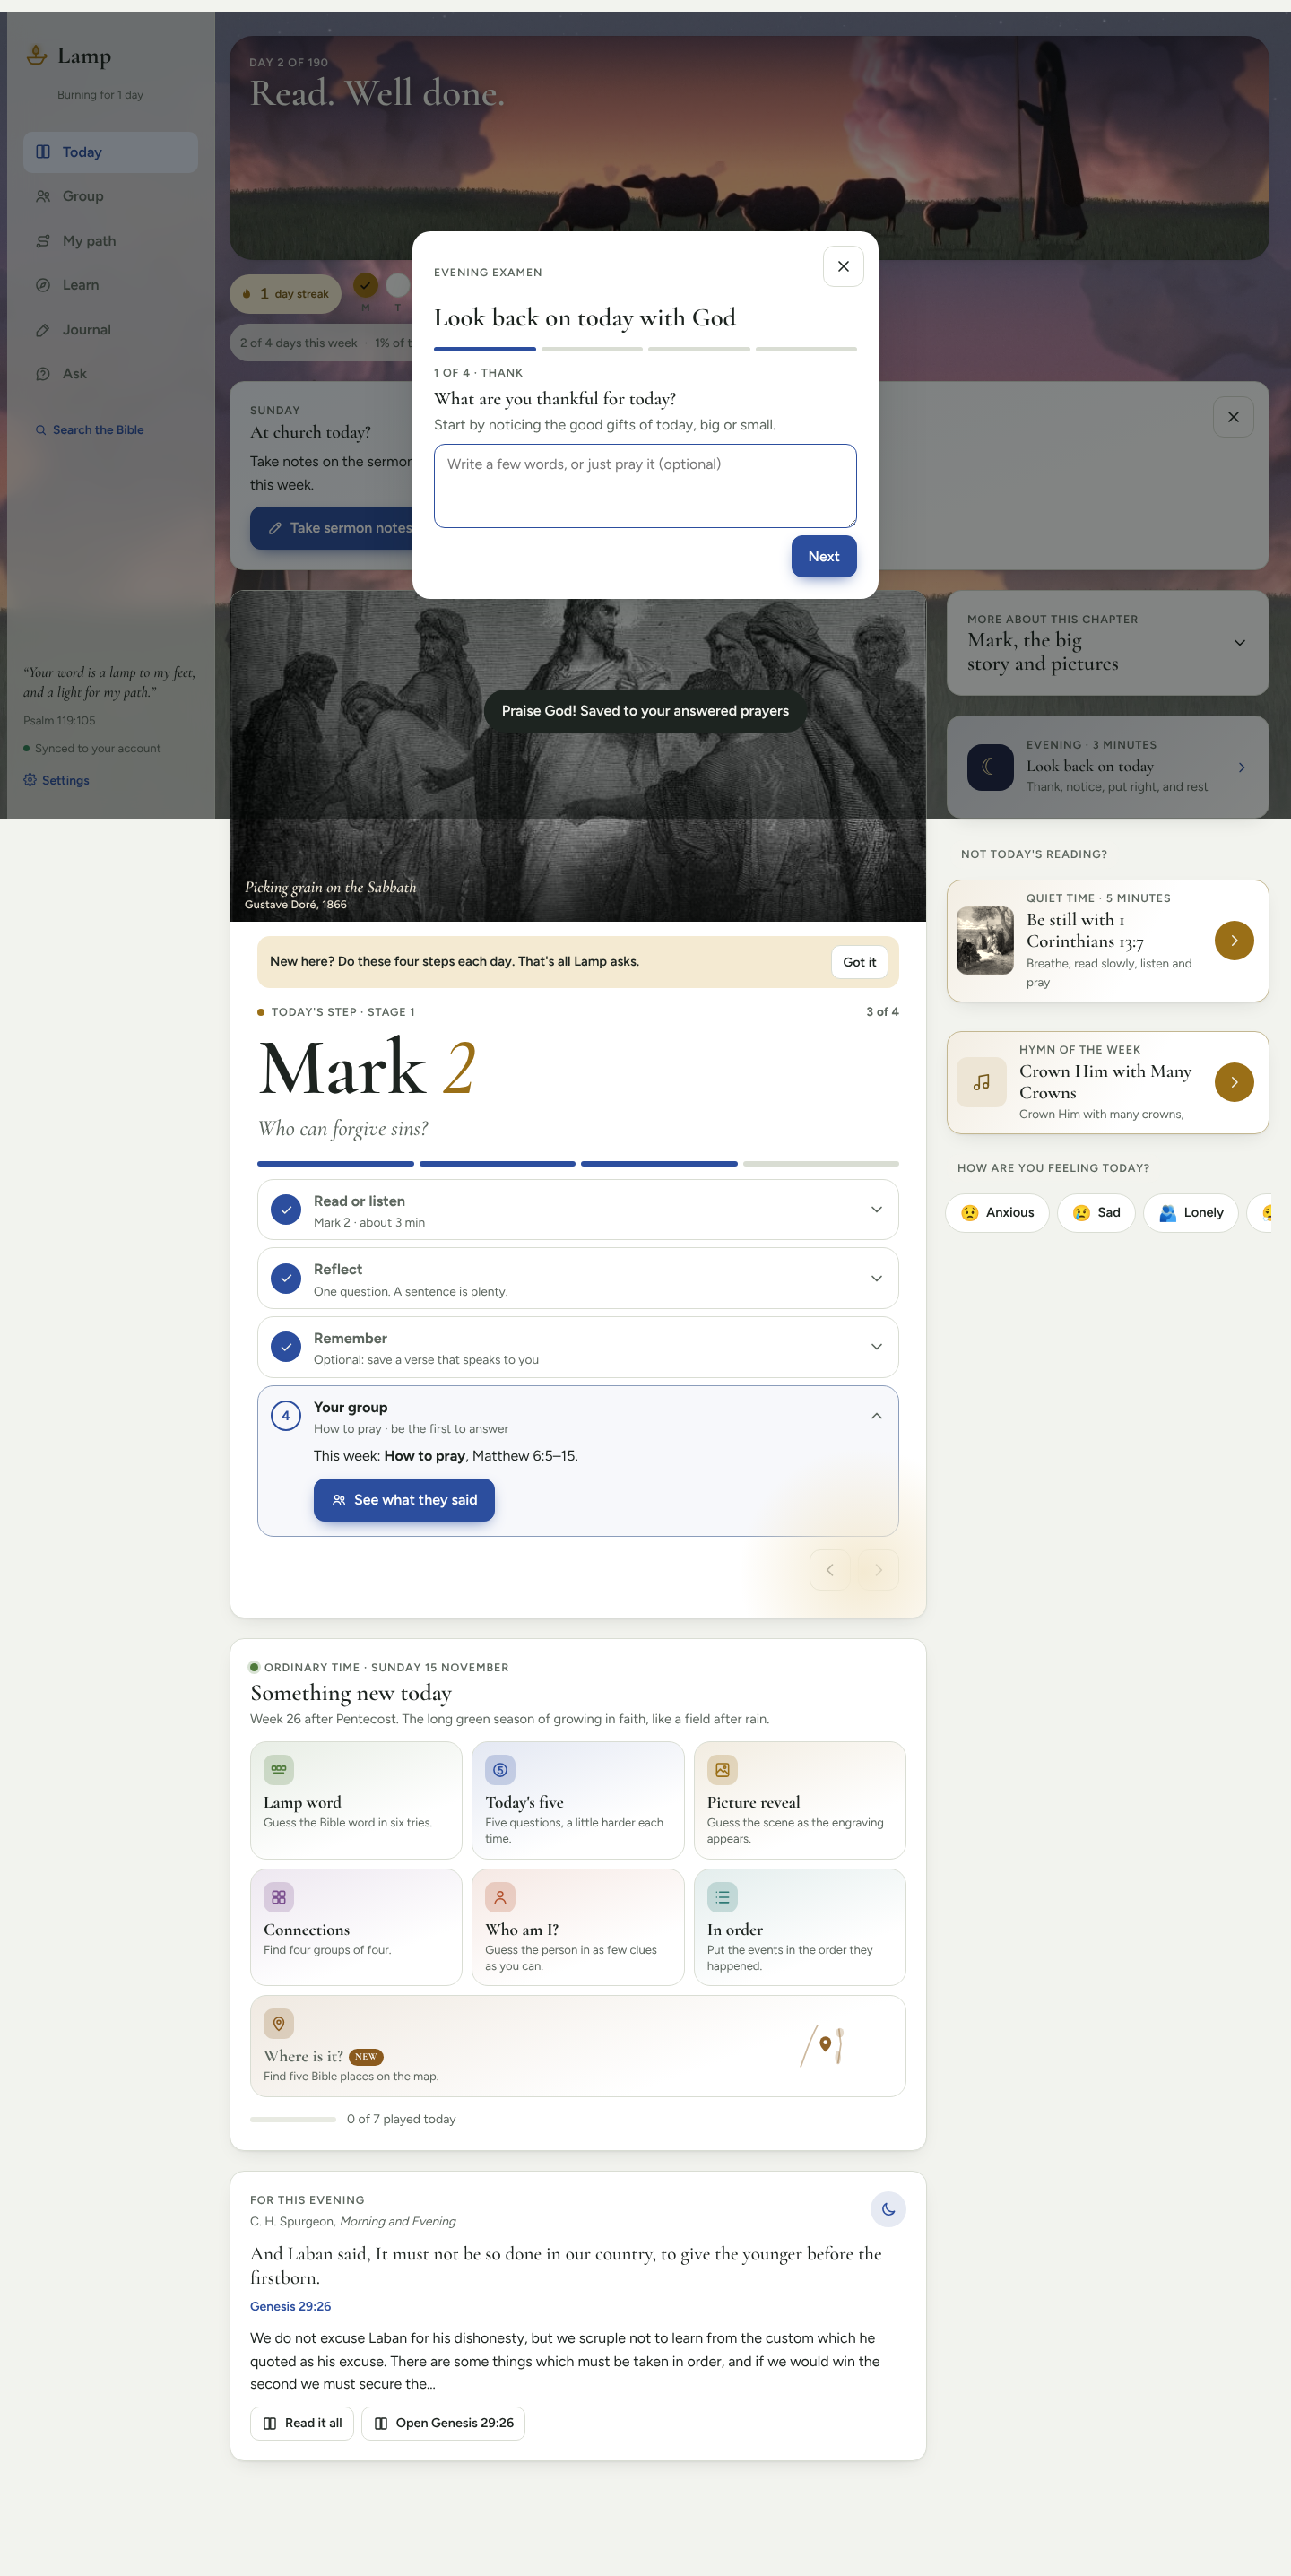 Lamp
Burning for 1 day
Today
Group
My path
Learn
Journal
Ask
Search the Bible
“Your word is a lamp to my feet,
and a light for my path.”
Psalm 119:105
Synced to your account
Settings
DAY 2 OF 190
Read. Well done.
1 day streak
M T
2 of 4 days this week · 1% of t
SUNDAY
At church today?
Take notes on the sermon
this week.
Take sermon notes
EVENING EXAMEN
Look back on today with God
1 OF 4 · THANK
What are you thankful for today?
Start by noticing the good gifts of today, big or small.
Write a few words, or just pray it (optional)
Next
Praise God! Saved to your answered prayers
Picking grain on the Sabbath
Gustave Doré, 1866
New here? Do these four steps each day. That's all Lamp asks.
Got it
TODAY'S STEP · STAGE 1
3 of 4
Mark 2
Who can forgive sins?
Read or listen
Mark 2 · about 3 min
Reflect
One question. A sentence is plenty.
Remember
Optional: save a verse that speaks to you
4
Your group
How to pray · be the first to answer
This week: How to pray, Matthew 6:5–15.
See what they said
MORE ABOUT THIS CHAPTER
Mark, the big
story and pictures
EVENING · 3 MINUTES
Look back on today
Thank, notice, put right, and rest
NOT TODAY'S READING?
QUIET TIME · 5 MINUTES
Be still with 1
Corinthians 13:7
Breathe, read slowly, listen and
pray
HYMN OF THE WEEK
Crown Him with Many
Crowns
Crown Him with many crowns,
HOW ARE YOU FEELING TODAY?
Anxious
Sad
Lonely
ORDINARY TIME · SUNDAY 15 NOVEMBER
Something new today
Week 26 after Pentecost. The long green season of growing in faith, like a field after rain.
Lamp word
Guess the Bible word in six tries.
5
Today's five
Five questions, a little harder each
time.
Picture reveal
Guess the scene as the engraving
appears.
Connections
Find four groups of four.
Who am I?
Guess the person in as few clues
as you can.
In order
Put the events in the order they
happened.
Where is it? NEW
Find five Bible places on the map.
0 of 7 played today
FOR THIS EVENING
C. H. Spurgeon, Morning and Evening
And Laban said, It must not be so done in our country, to give the younger before the
firstborn.
Genesis 29:26
We do not excuse Laban for his dishonesty, but we scruple not to learn from the custom which he
quoted as his excuse. There are some things which must be taken in order, and if we would win the
second we must secure the…
Read it all
Open Genesis 29:26